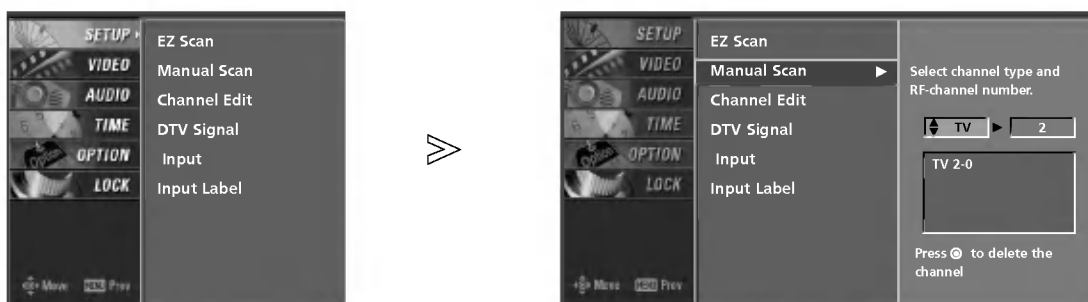 SETUP
VIDEO
AUDIO
TIME
OPTION
LOCK
Move MENU Prev
EZ Scan
Manual Scan
Channel Edit
DTV Signal
Input
Input Label
SETUP
VIDEO
AUDIO
TIME
OPTION
LOCK
Move MENU Prev
EZ Scan
Manual Scan
Channel Edit
DTV Signal
Input
Input Label
Select channel type and
RF-channel number.
TV 2
TV 2-0
Press ◉ to delete the
channel